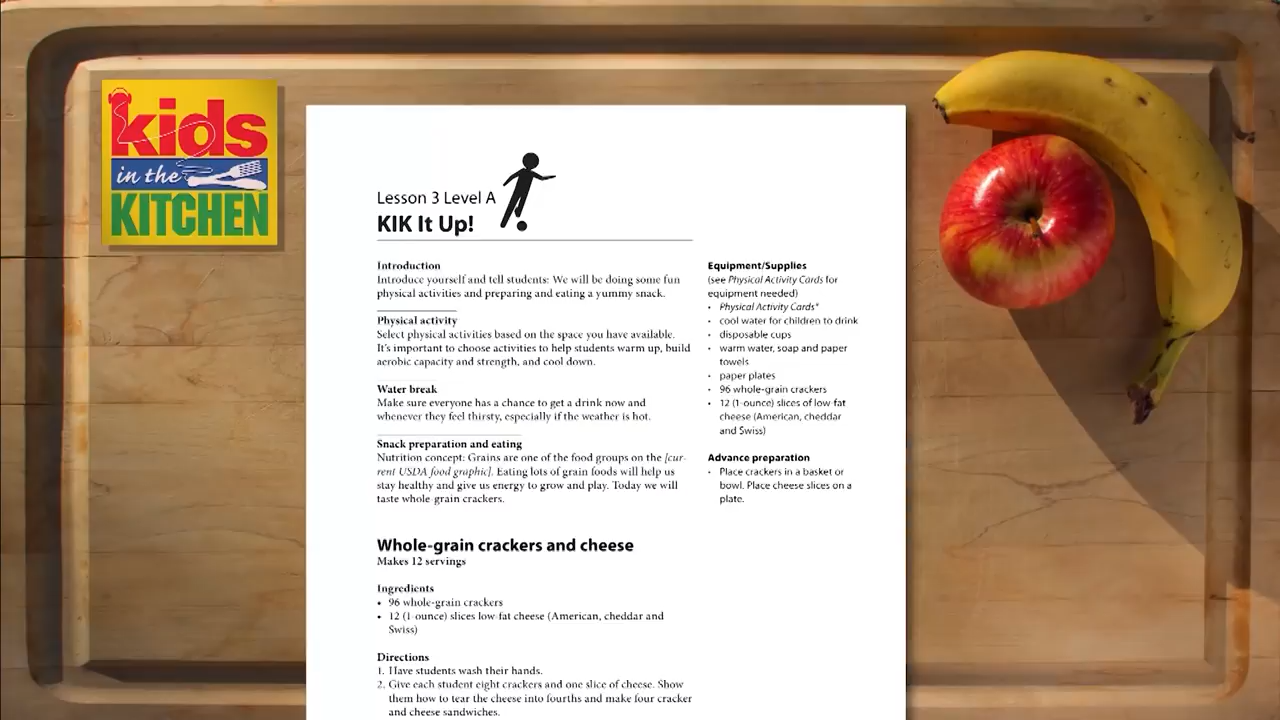 kids
in the
KITCHEN
Lesson 3 Level A
KIK It Up!
Introduction
Introduce yourself and tell students: We will be doing some fun
physical activities and preparing and eating a yummy snack.
Physical activity
Select physical activities based on the space you have available.
It's important to choose activities to help students warm up, build
aerobic capacity and strength, and cool down.
Water break
Make sure everyone has a chance to get a drink now and
whenever they feel thirsty, especially if the weather is hot.
Snack preparation and eating
Nutrition concept: Grains are one of the food groups on the [cur-
rent USDA food graphic]. Eating lots of grain foods will help us
stay healthy and give us energy to grow and play. Today we will
taste whole-grain crackers.
Equipment/Supplies
(see Physical Activity Cards for
equipment needed)
• Physical Activity Cards*
• cool water for children to drink
• disposable cups
• warm water, soap and paper
towels
• paper plates
• 96 whole-grain crackers
• 12 (1-ounce) slices of low-fat
cheese (American, cheddar
and Swiss)
Advance preparation
• Place crackers in a basket or
bowl. Place cheese slices on a
plate.
Whole-grain crackers and cheese
Makes 12 servings
Ingredients
• 96 whole-grain crackers
• 12 (1-ounce) slices low-fat cheese (American, cheddar and
Swiss)
Directions
1. Have students wash their hands.
2. Give each student eight crackers and one slice of cheese. Show
them how to tear the cheese into fourths and make four cracker
and cheese sandwiches.